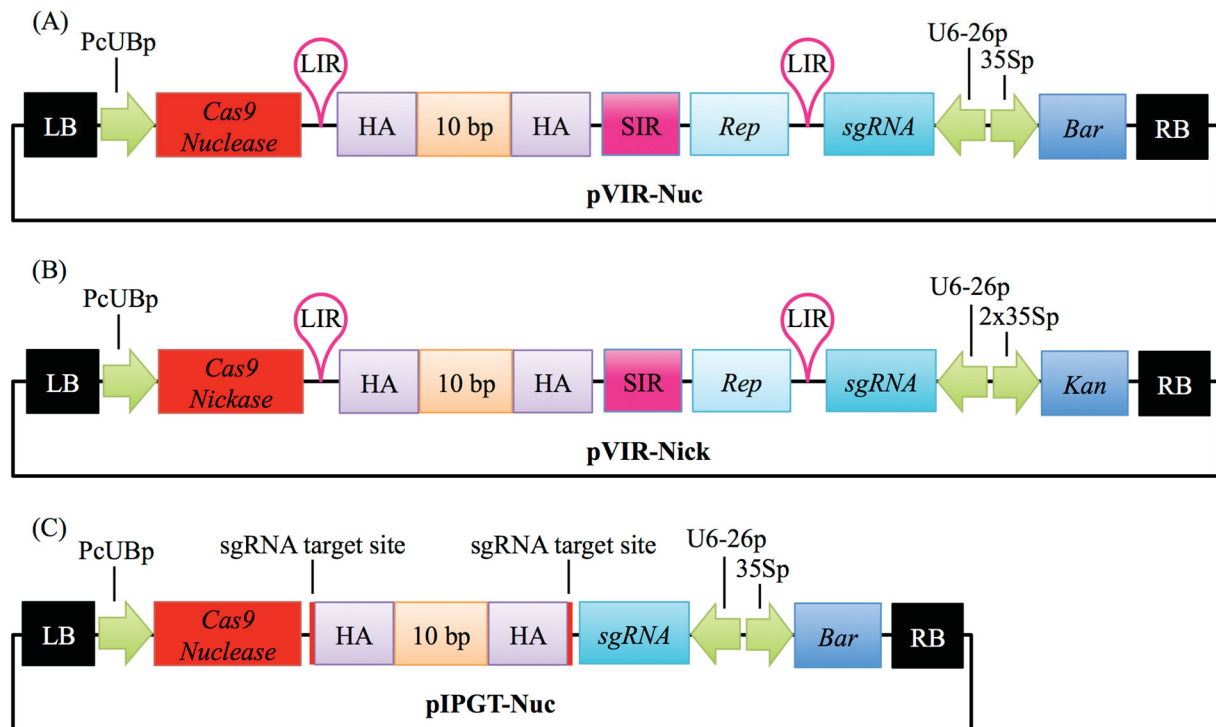 (A)
PcUBp
LIR
LIR
U6-26p
35Sp
LB
Cas9
Nuclease
HA
10 bp
HA
SIR
Rep
sgRNA
Bar
RB
pVIR-Nuc
(B)
PcUBp
LIR
LIR
U6-26p
2x35Sp
LB
Cas9
Nickase
HA
10 bp
HA
SIR
Rep
sgRNA
Kan
RB
pVIR-Nick
(C)
PcUBp
sgRNA target site
sgRNA target site
U6-26p
35Sp
LB
Cas9
Nuclease
HA
10 bp
HA
sgRNA
Bar
RB
pIPGT-Nuc